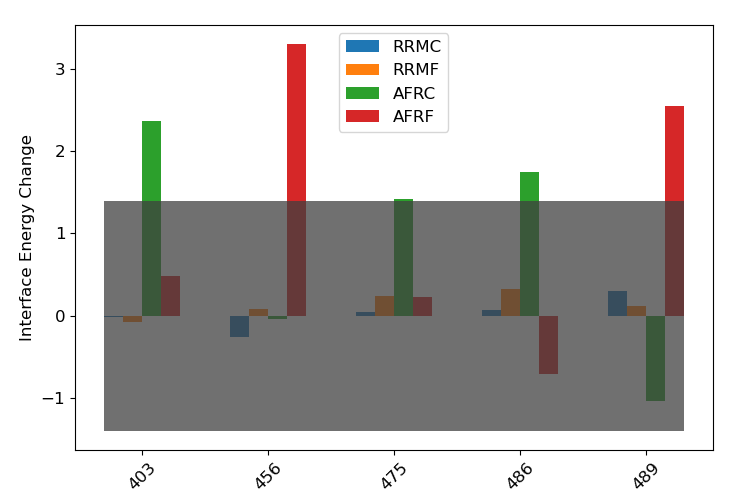 RRMC
RRMF
AFRC
AFRF
Interface Energy Change
3
2
1
0
−1
403
456
475
486
489